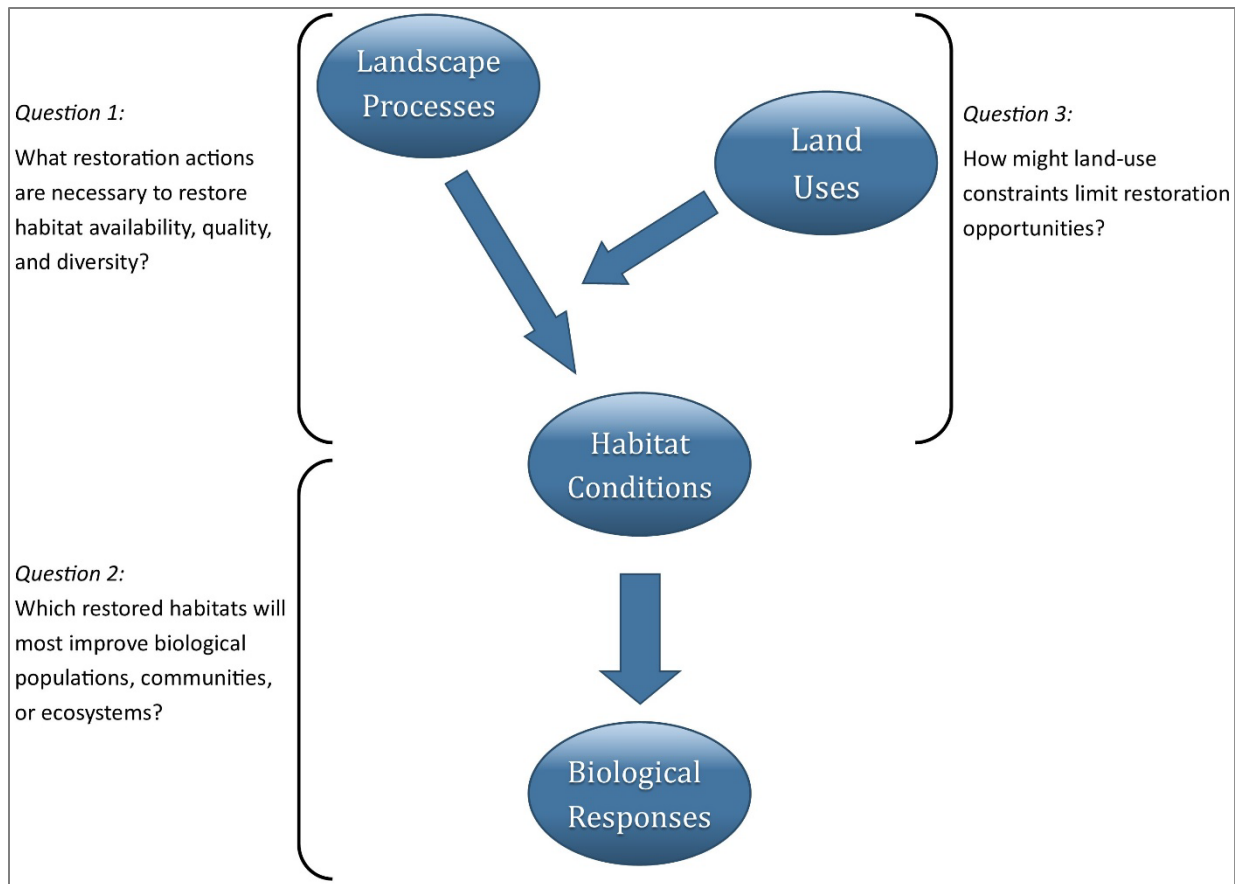 Landscape
Processes
Question 1:
What restoration actions
are necessary to restore
habitat availability, quality,
and diversity?
Land
Uses
Question 3:
How might land-use
constraints limit restoration
opportunities?
Habitat
Conditions
Question 2:
Which restored habitats will
most improve biological
populations, communities,
or ecosystems?
Biological
Responses